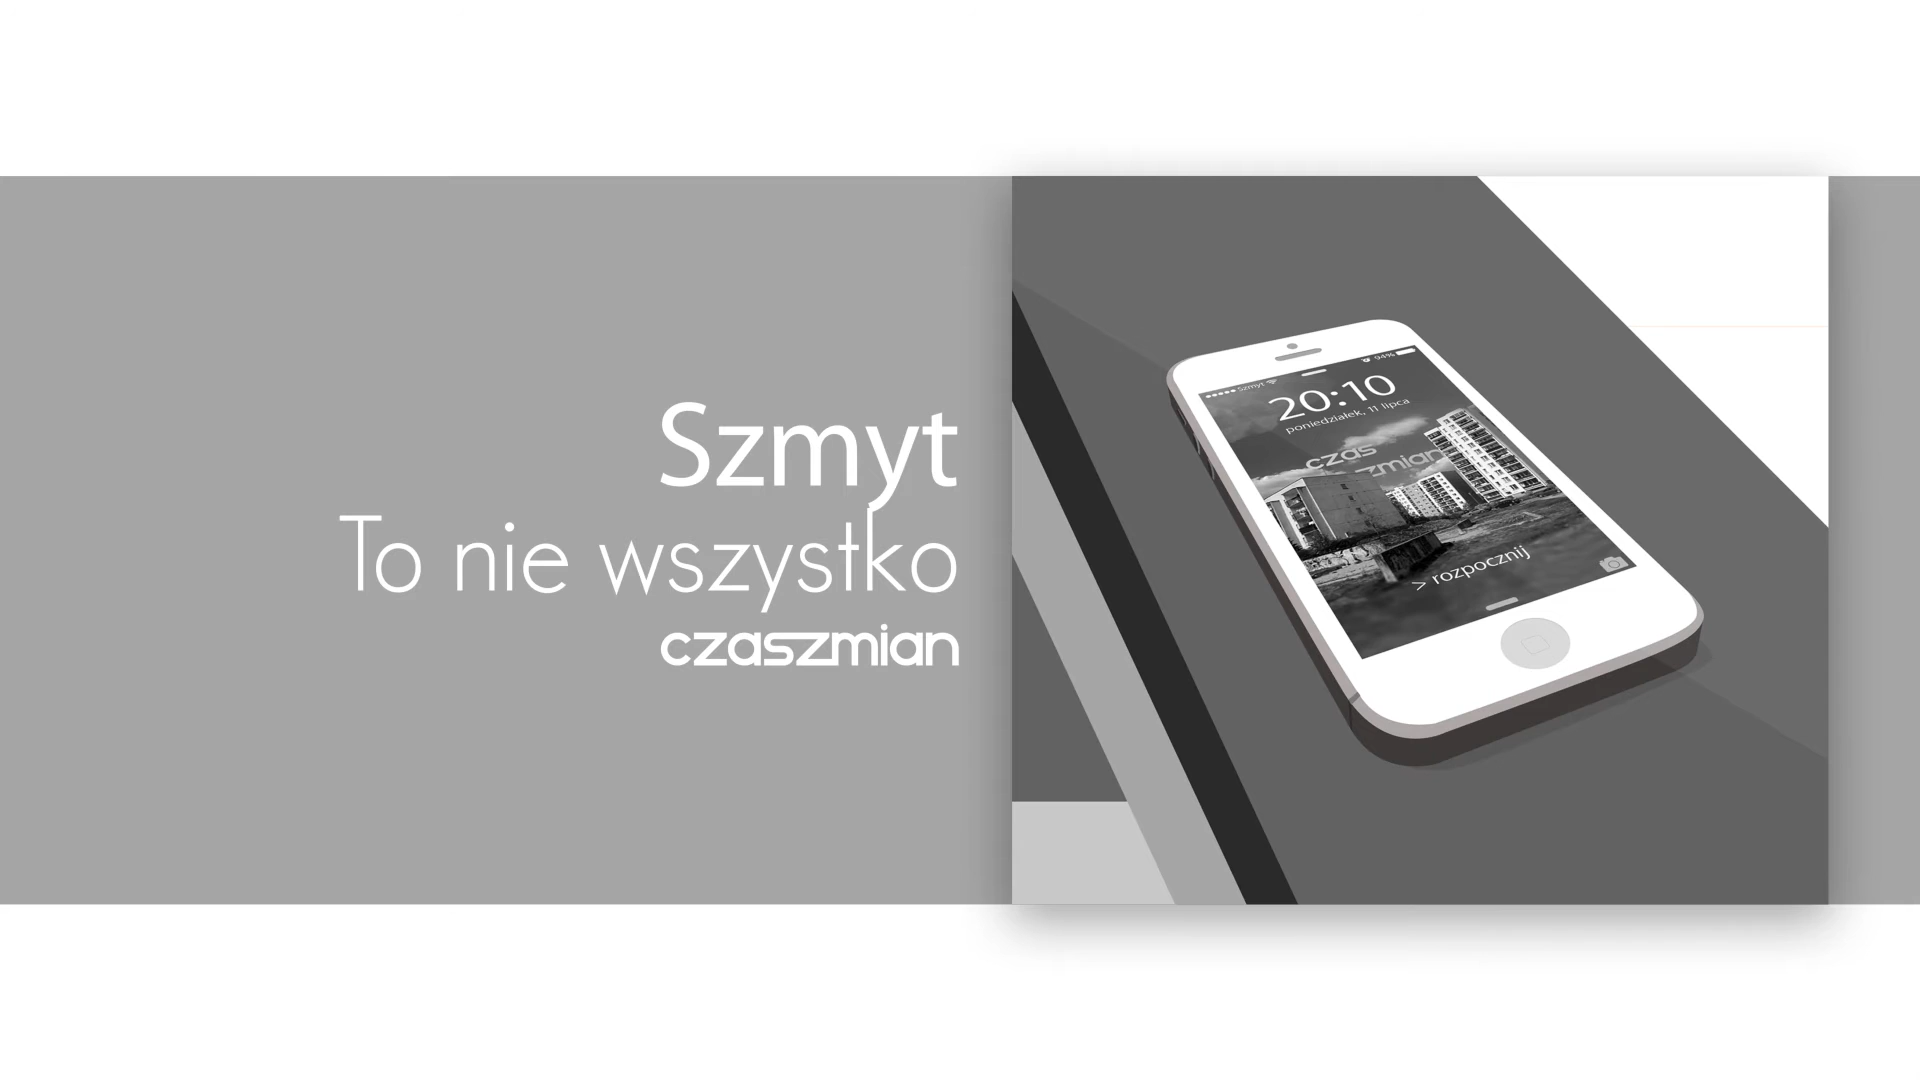 Szmyt
To nie wszystko
czaszmian
Szmyt
94%
20:10
poniedziałek, 11 lipca
czas
zmian
> rozpocznij